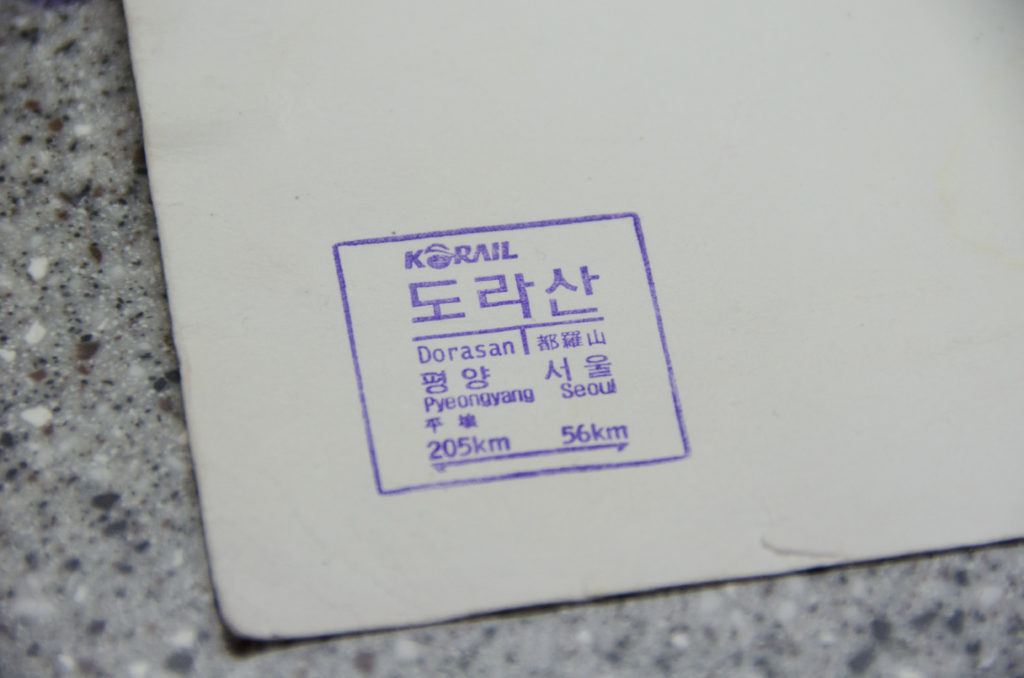 KORAIL
도라산
Dorasan 都羅山
평양 서울
Pyeongyang Seoul
平壤
205km 56km